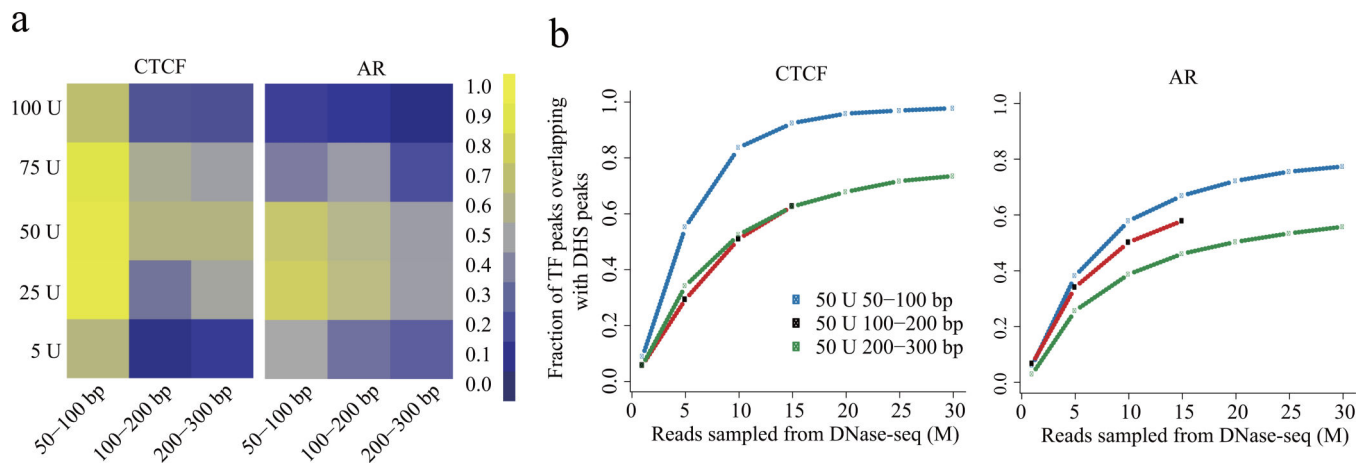 a
CTCF
AR
100 U
75 U
50 U
25 U
5 U
50−100 bp
100−200 bp
200−300 bp
50−100 bp
100−200 bp
200−300 bp
1.0
0.9
0.8
0.7
0.6
0.5
0.4
0.3
0.2
0.1
0.0
b
CTCF
Fraction of TF peaks overlapping
with DHS peaks
1.0
0.8
0.6
0.4
0.2
0.0
0 5 10 15 20 25 30
Reads sampled from DNase-seq (M)
50 U 50−100 bp
50 U 100−200 bp
50 U 200−300 bp
AR
1.0
0.8
0.6
0.4
0.2
0.0
0 5 10 15 20 25 30
Reads sampled from DNase-seq (M)